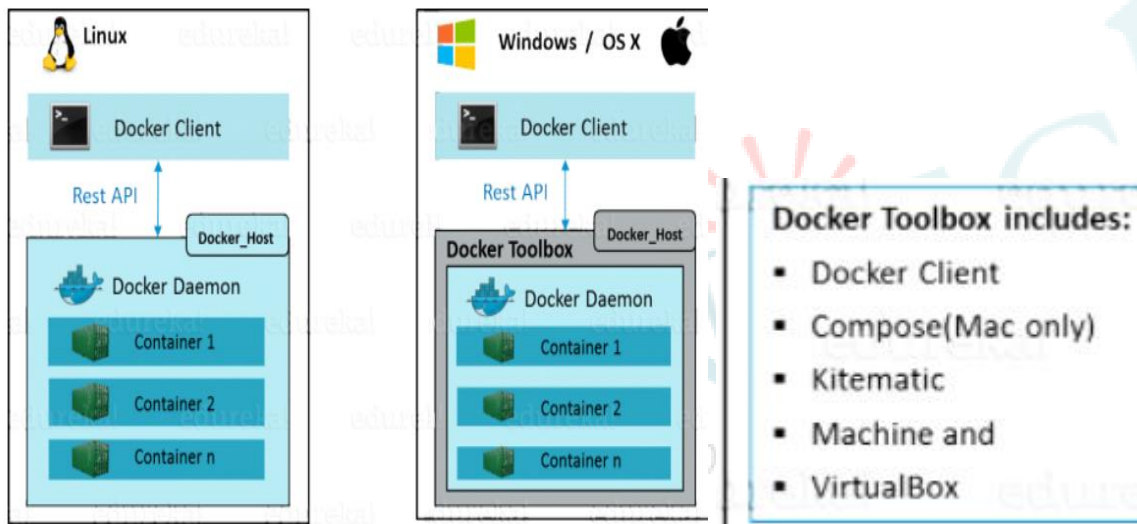 Linux
Docker Client
Rest API
Docker_Host
Docker Daemon
Container 1
Container 2
Container n
Windows / OS X
Docker Client
Rest API
Docker_Host
Docker Toolbox
Docker Daemon
Container 1
Container 2
Container n
Docker Toolbox includes:
▪ Docker Client
▪ Compose(Mac only)
▪ Kitematic
▪ Machine and
▪ VirtualBox